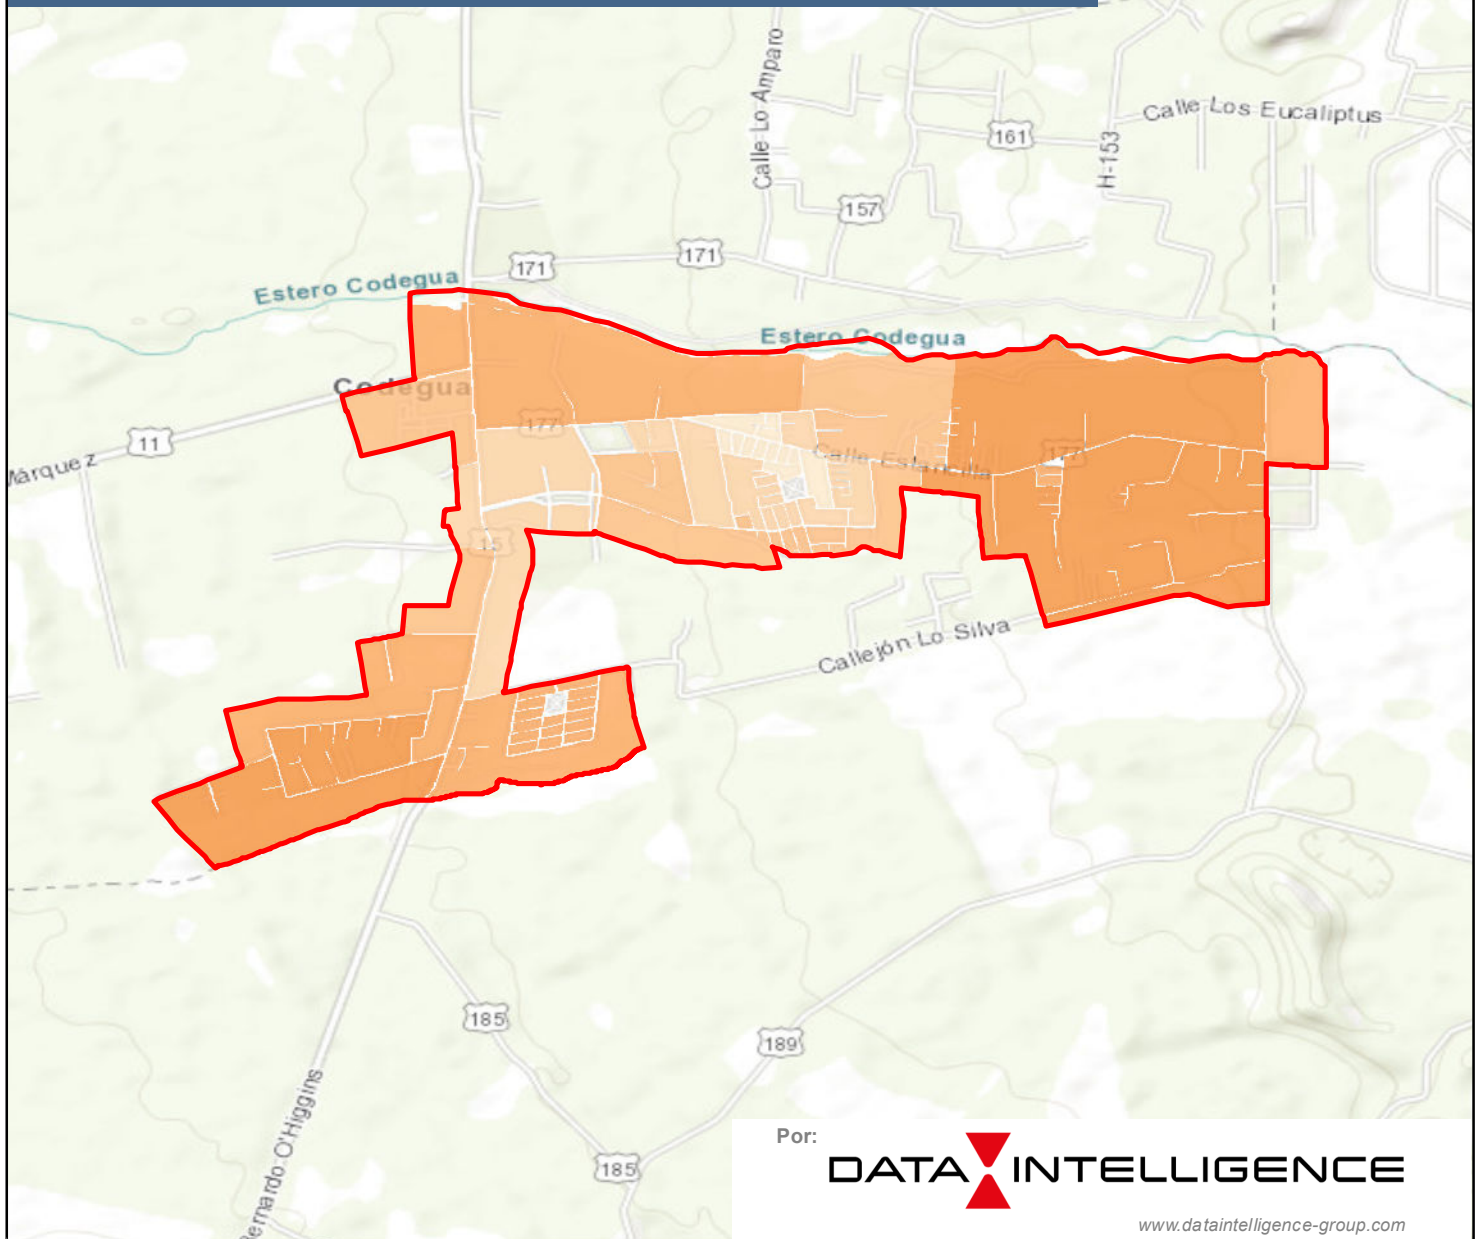 Calle Lo Amparo
Calle Los Eucaliptus
161
H-153
157
171
171
Estero Codegua
Estero Codegua
Codegua
177
11
Márquez
Calle Estancilla
177
15
Callejón Lo Silva
185
189
185
Bernardo O'Higgins
Por:
DATA INTELLIGENCE
www.dataintelligence-group.com